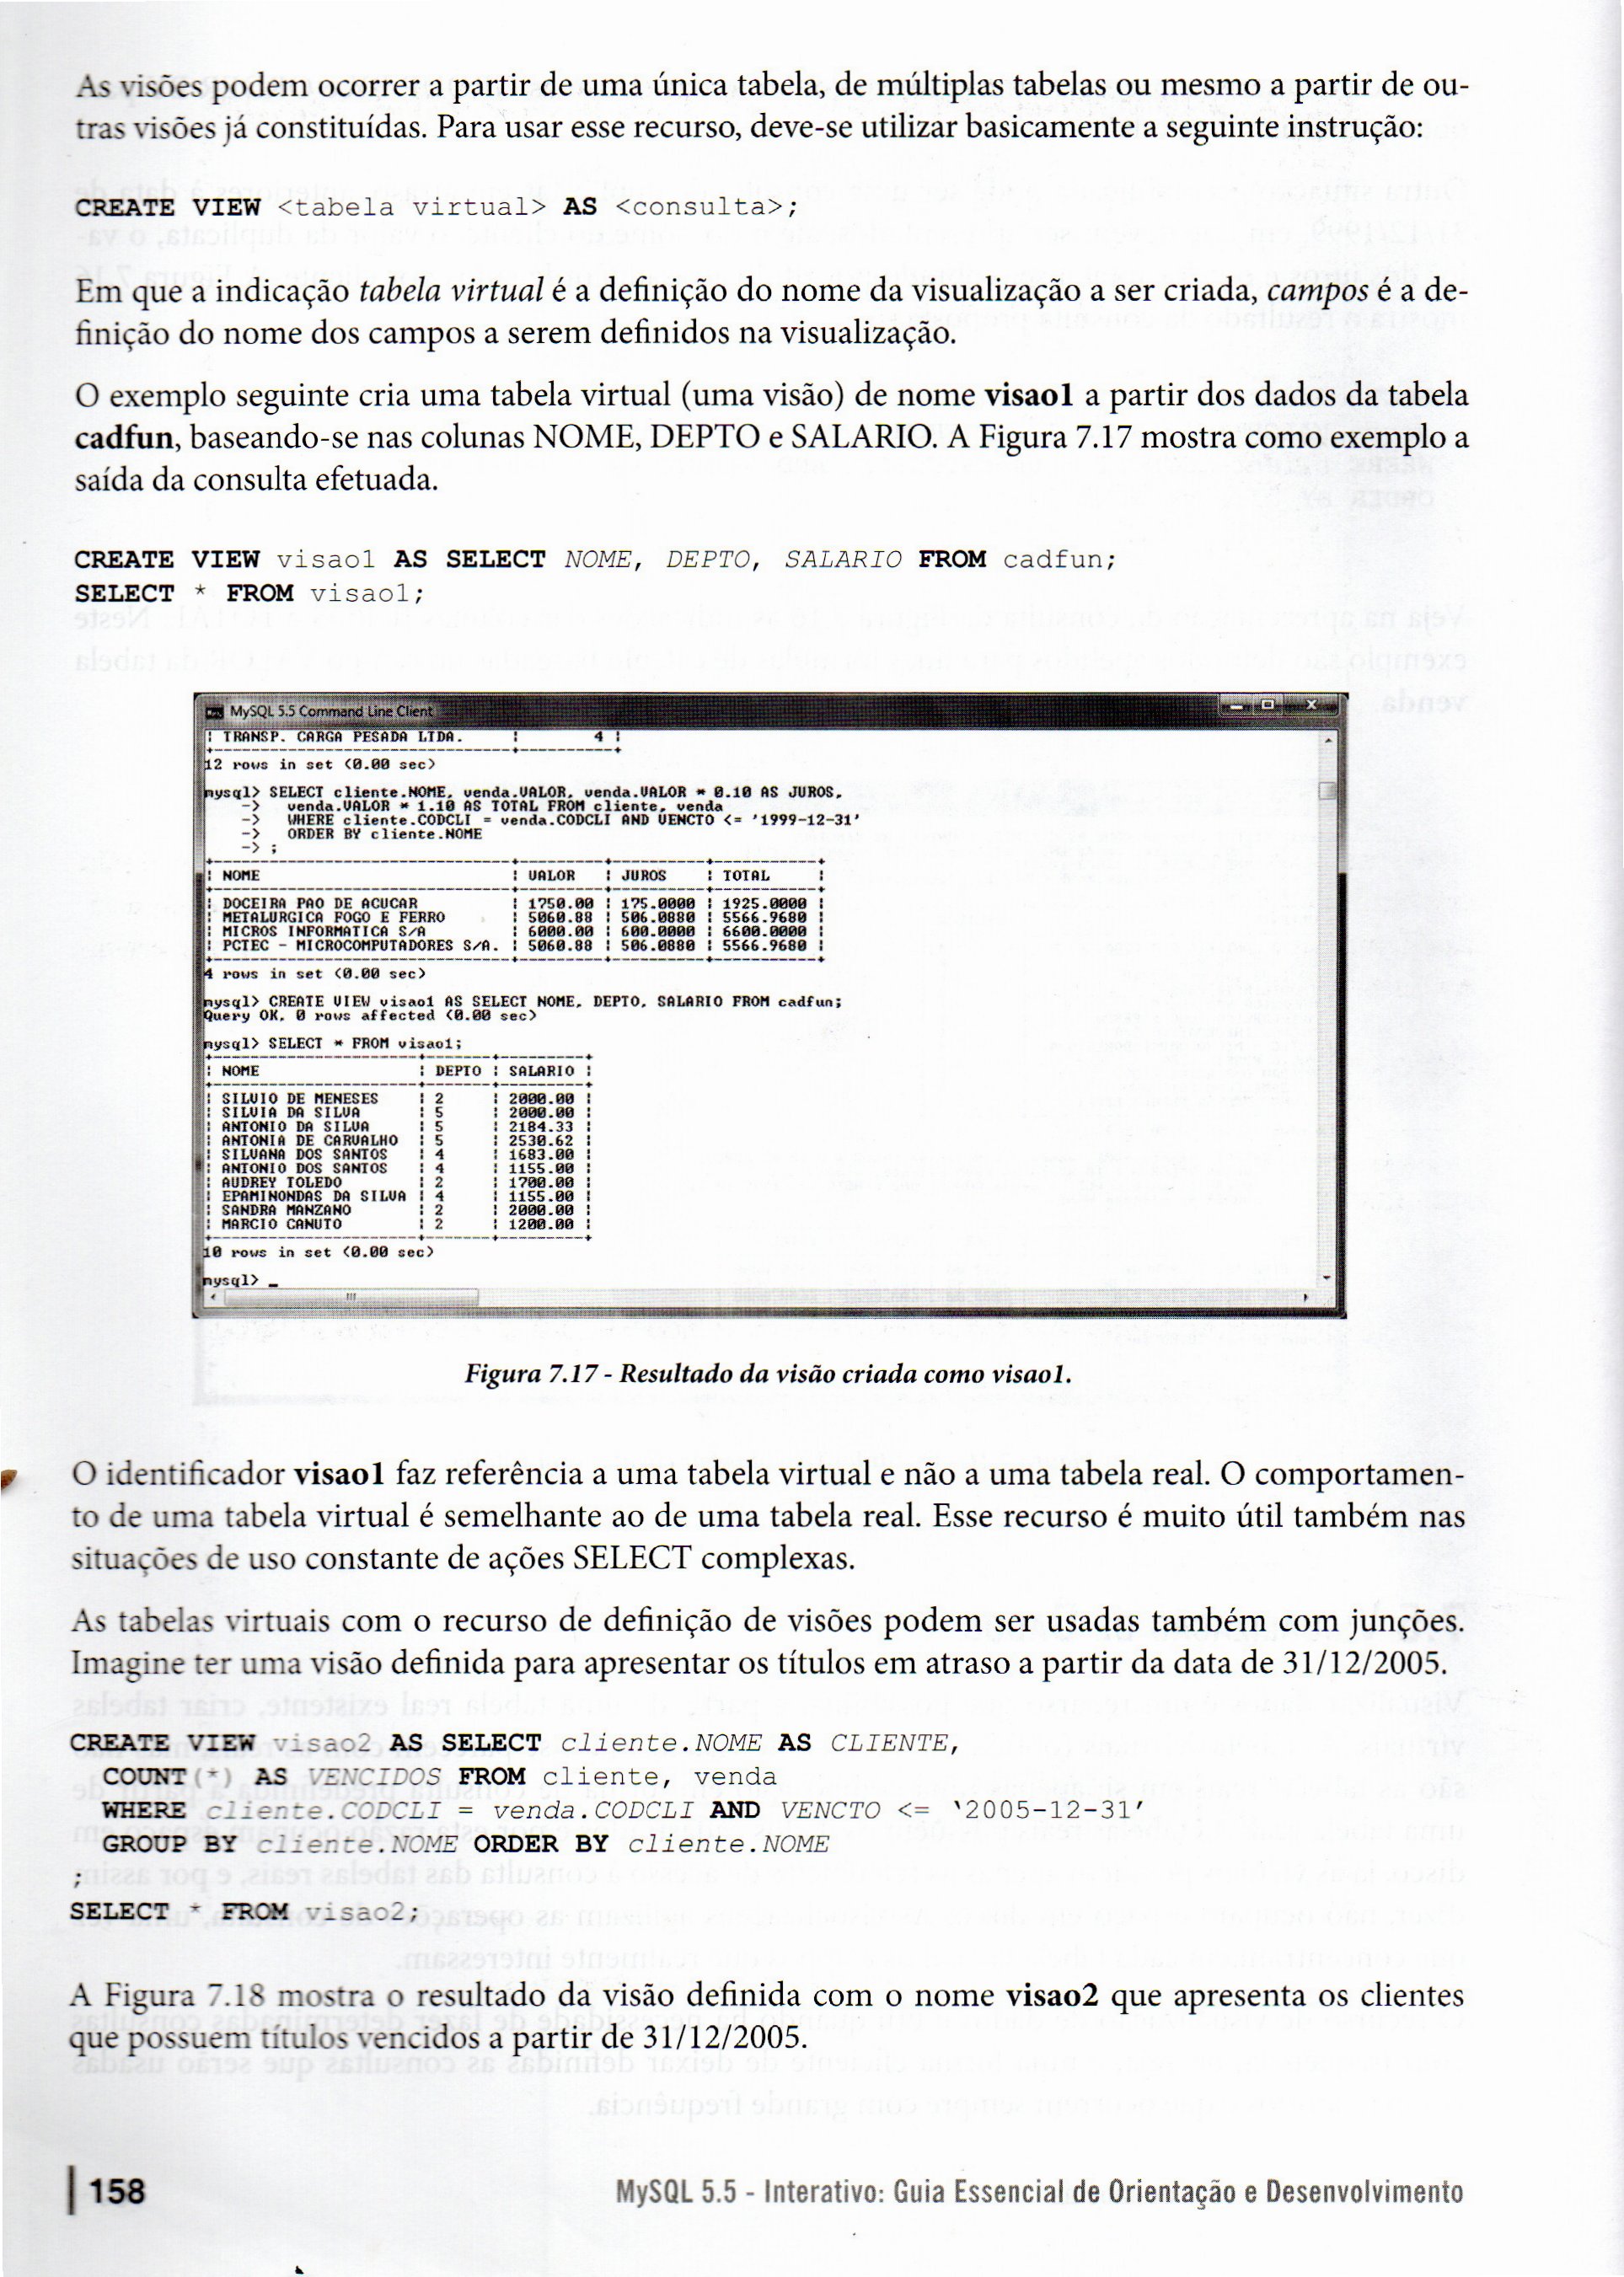 As visões podem ocorrer a partir de uma única tabela, de múltiplas tabelas ou mesmo a partir de ou-
tras visões já constituídas. Para usar esse recurso, deve-se utilizar basicamente a seguinte instrução:
CREATE VIEW <tabela virtual> AS <consulta>;
Em que a indicação tabela virtual é a definição do nome da visualização a ser criada, campos é a de-
finição do nome dos campos a serem definidos na visualização.
O exemplo seguinte cria uma tabela virtual (uma visão) de nome visao1 a partir dos dados da tabela
cadfun, baseando-se nas colunas NOME, DEPTO e SALARIO. A Figura 7.17 mostra como exemplo a
saída da consulta efetuada.
CREATE VIEW visao1 AS SELECT NOME, DEPTO, SALARIO FROM cadfun;
SELECT * FROM visao1;
MySQL 5.5 Command Line Client
| TRANSP. CARGA PESADA LTDA. | 4 |
12 rows in set (0.00 sec)
mysql> SELECT cliente.NOME, venda.VALOR, venda.VALOR * 0.10 AS JUROS,
-> venda.VALOR * 1.10 AS TOTAL FROM cliente, venda
-> WHERE cliente.CODCLI = venda.CODCLI AND VENCTO <= '1999-12-31'
-> ORDER BY cliente.NOME
-> ;
| NOME | VALOR | JUROS | TOTAL |
| DOCEIRA PAO DE ACUCAR | 1750.00 | 175.0000 | 1925.0000 |
| METALURGICA FOGO E FERRO | 5060.88 | 506.0880 | 5566.9680 |
| MICROS INFORMATICA S/A | 6000.00 | 600.0000 | 6600.0000 |
| PCTEC - MICROCOMPUTADORES S/A. | 5060.88 | 506.0880 | 5566.9680 |
4 rows in set (0.00 sec)
mysql> CREATE VIEW visao1 AS SELECT NOME, DEPTO, SALARIO FROM cadfun;
Query OK, 0 rows affected (0.00 sec)
mysql> SELECT * FROM visao1;
| NOME | DEPTO | SALARIO |
| SILVIO DE MENESES | 2 | 2000.00 |
| SILVIA DA SILVA | 5 | 2000.00 |
| ANTONIO DA SILVA | 5 | 2184.33 |
| ANTONIA DE CARVALHO | 5 | 2530.62 |
| SILVANA DOS SANTOS | 4 | 1683.00 |
| ANTONIO DOS SANTOS | 4 | 1155.00 |
| AUDREY TOLEDO | 2 | 1700.00 |
| EPAMINONDAS DA SILVA | 4 | 1155.00 |
| SANDRA MANZANO | 2 | 2000.00 |
| MARCIO CANUTO | 2 | 1200.00 |
10 rows in set (0.00 sec)
mysql> _
Figura 7.17 - Resultado da visão criada como visao1.
O identificador visao1 faz referência a uma tabela virtual e não a uma tabela real. O comportamen-
to de uma tabela virtual é semelhante ao de uma tabela real. Esse recurso é muito útil também nas
situações de uso constante de ações SELECT complexas.
As tabelas virtuais com o recurso de definição de visões podem ser usadas também com junções.
Imagine ter uma visão definida para apresentar os títulos em atraso a partir da data de 31/12/2005.
CREATE VIEW visao2 AS SELECT cliente.NOME AS CLIENTE,
COUNT(*) AS VENCIDOS FROM cliente, venda
WHERE cliente.CODCLI = venda.CODCLI AND VENCTO <= '2005-12-31'
GROUP BY cliente.NOME ORDER BY cliente.NOME
;
SELECT * FROM visao2;
A Figura 7.18 mostra o resultado da visão definida com o nome visao2 que apresenta os clientes
que possuem títulos vencidos a partir de 31/12/2005.
158
MySQL 5.5 - Interativo: Guia Essencial de Orientação e Desenvolvimento